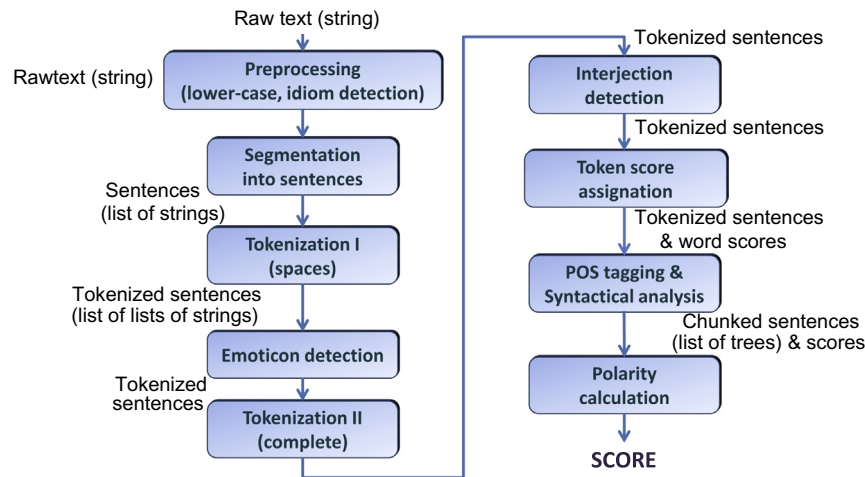 Raw text (string)
Preprocessing
(lower-case, idiom detection)
Rawtext (string)
Segmentation
into sentences
Sentences
(list of strings)
Tokenization I
(spaces)
Tokenized sentences
(list of lists of strings)
Emoticon detection
Tokenized
sentences
Tokenization II
(complete)
Tokenized sentences
Interjection
detection
Tokenized sentences
Token score
assignation
Tokenized sentences
& word scores
POS tagging &
Syntactical analysis
Chunked sentences
(list of trees) & scores
Polarity
calculation
SCORE